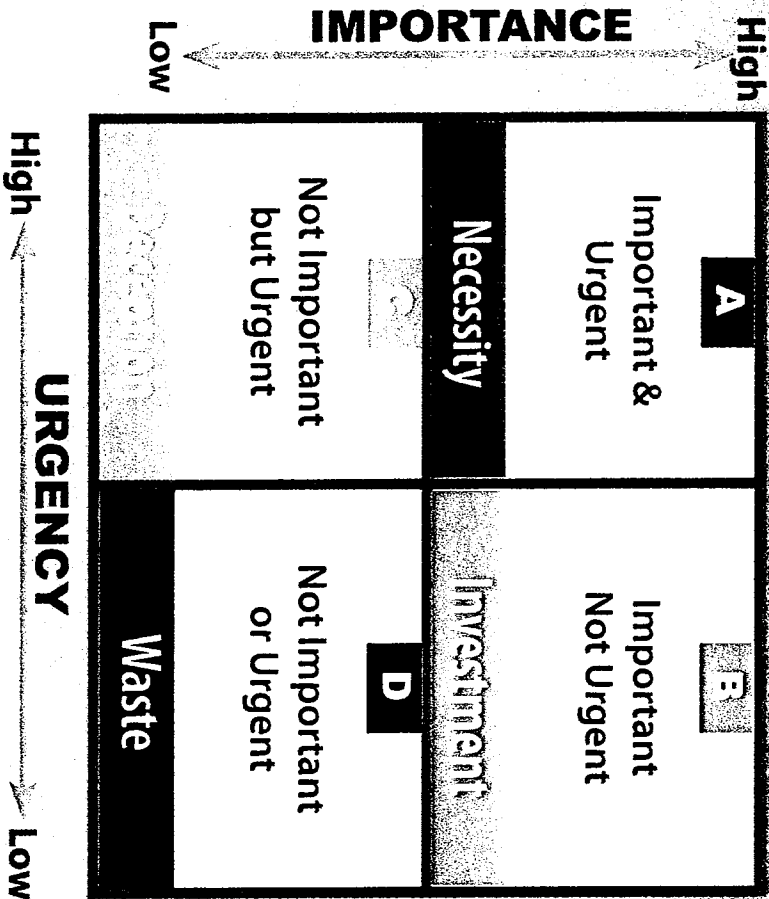 High
IMPORTANCE
Low
A
Important &
Urgent
Necessity
B
Important
Not Urgent
Investment
C
Not Important
but Urgent
Deception
D
Not Important
or Urgent
Waste
High
URGENCY
Low